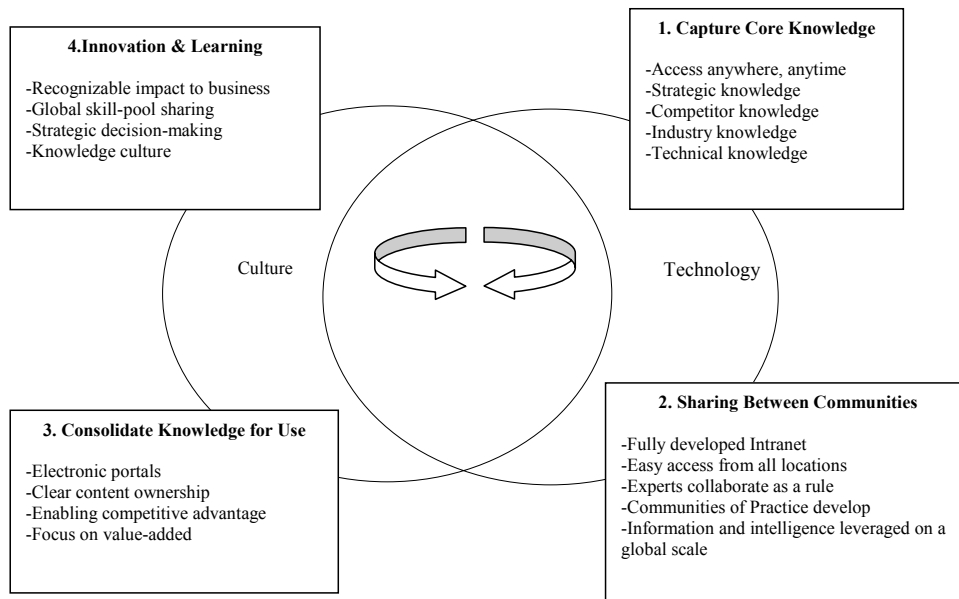 4.Innovation & Learning
-Recognizable impact to business
-Global skill-pool sharing
-Strategic decision-making
-Knowledge culture
1. Capture Core Knowledge
-Access anywhere, anytime
-Strategic knowledge
-Competitor knowledge
-Industry knowledge
-Technical knowledge
Culture
Technology
3. Consolidate Knowledge for Use
-Electronic portals
-Clear content ownership
-Enabling competitive advantage
-Focus on value-added
2. Sharing Between Communities
-Fully developed Intranet
-Easy access from all locations
-Experts collaborate as a rule
-Communities of Practice develop
-Information and intelligence leveraged on a
global scale